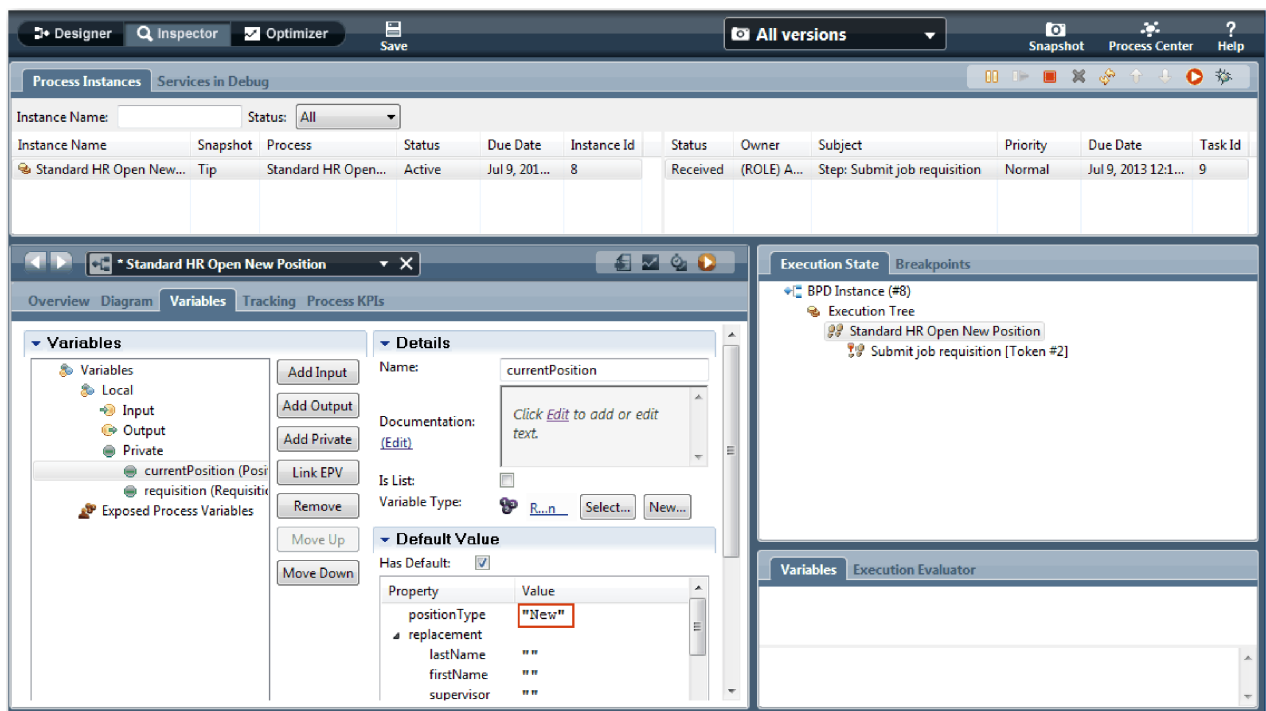 Designer Inspector Optimizer Save All versions Snapshot Process Center Help
Process Instances Services in Debug
Instance Name: Status: All
Instance Name Snapshot Process Status Due Date Instance Id Status Owner Subject Priority Due Date Task Id
Standard HR Open New... Tip Standard HR Open... Active Jul 9, 201... 8 Received (ROLE) A... Step: Submit job requisition Normal Jul 9, 2013 12:1... 9
* Standard HR Open New Position
Overview Diagram Variables Tracking Process KPIs
Variables
Variables
Local
Input
Output
Private
currentPosition (Posi
requisition (Requisitio
Exposed Process Variables
Add Input
Add Output
Add Private
Link EPV
Remove
Move Up
Move Down
Details
Name: currentPosition
Documentation:
(Edit)
Click Edit to add or edit
text.
Is List:
Variable Type: R...n Select... New...
Default Value
Has Default:
Property Value
positionType "New"
replacement
lastName ""
firstName ""
supervisor ""
Execution State Breakpoints
BPD Instance (#8)
Execution Tree
Standard HR Open New Position
Submit job requisition [Token #2]
Variables Execution Evaluator